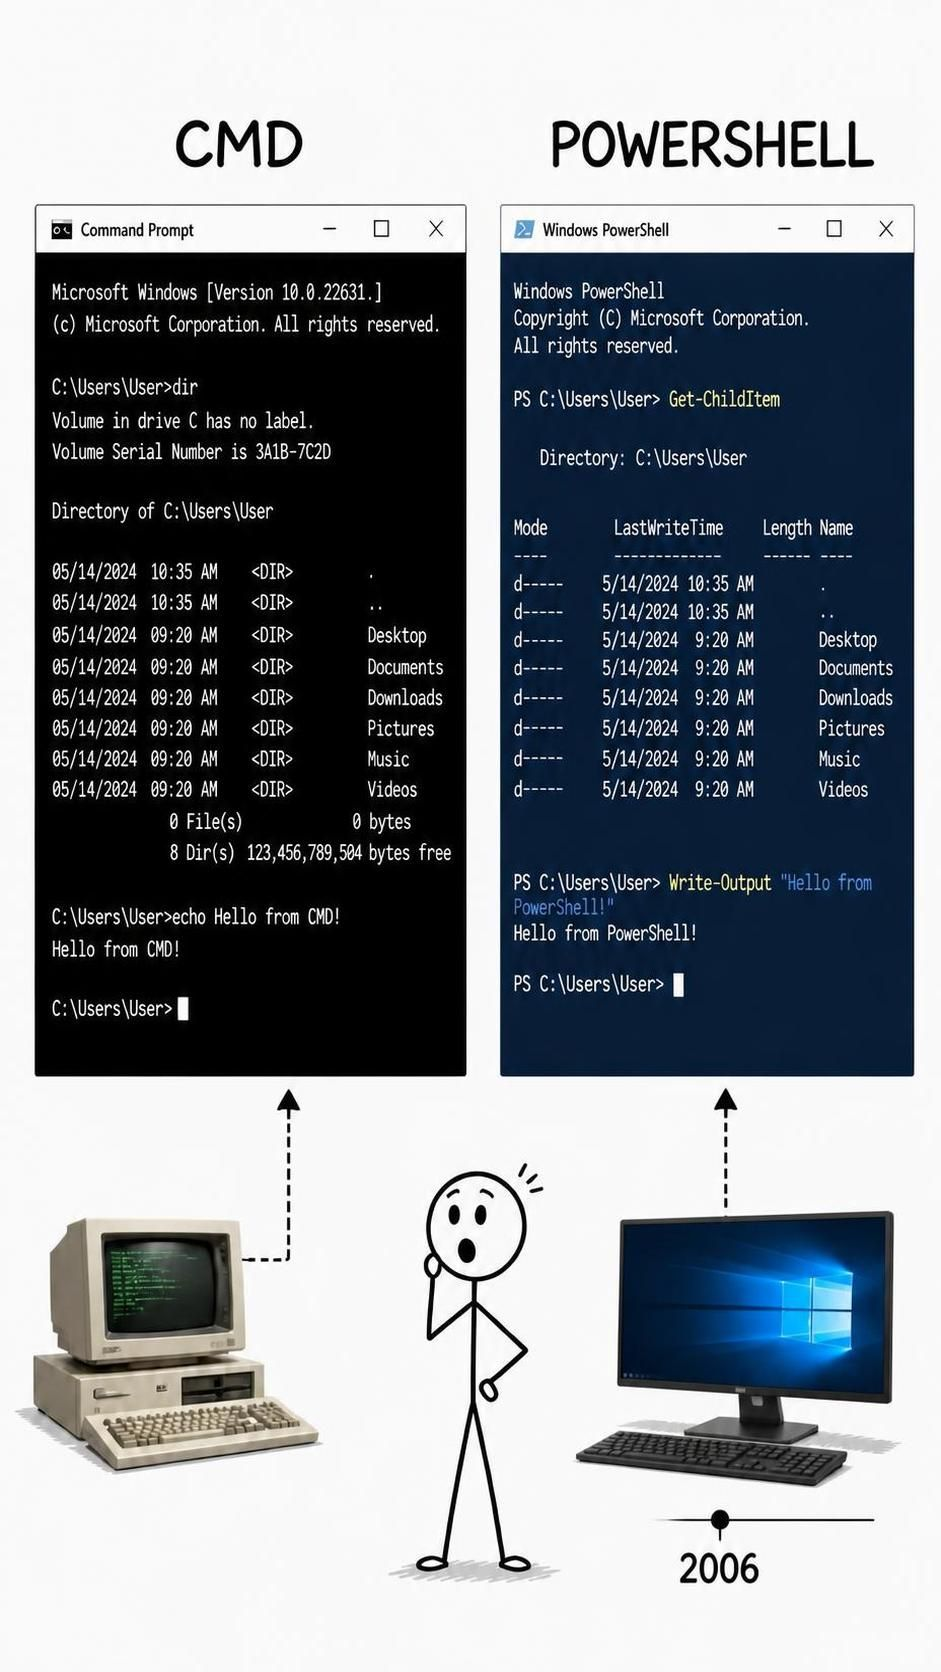 CMD
POWERSHELL
Command Prompt
Microsoft Windows [Version 10.0.22631.]
(c) Microsoft Corporation. All rights reserved.
C:\Users\User>dir
Volume in drive C has no label.
Volume Serial Number is 3A1B-7C2D
Directory of C:\Users\User
05/14/2024 10:35 AM <DIR> .
05/14/2024 10:35 AM <DIR> ..
05/14/2024 09:20 AM <DIR> Desktop
05/14/2024 09:20 AM <DIR> Documents
05/14/2024 09:20 AM <DIR> Downloads
05/14/2024 09:20 AM <DIR> Pictures
05/14/2024 09:20 AM <DIR> Music
05/14/2024 09:20 AM <DIR> Videos
0 File(s) 0 bytes
8 Dir(s) 123,456,789,504 bytes free
C:\Users\User>echo Hello from CMD!
Hello from CMD!
C:\Users\User>
Windows PowerShell
Windows PowerShell
Copyright (C) Microsoft Corporation.
All rights reserved.
PS C:\Users\User> Get-ChildItem
Directory: C:\Users\User
Mode LastWriteTime Length Name
---- ------------- ------ ----
d----- 5/14/2024 10:35 AM .
d----- 5/14/2024 10:35 AM ..
d----- 5/14/2024 9:20 AM Desktop
d----- 5/14/2024 9:20 AM Documents
d----- 5/14/2024 9:20 AM Downloads
d----- 5/14/2024 9:20 AM Pictures
d----- 5/14/2024 9:20 AM Music
d----- 5/14/2024 9:20 AM Videos
PS C:\Users\User> Write-Output "Hello from
PowerShell!"
Hello from PowerShell!
PS C:\Users\User>
2006